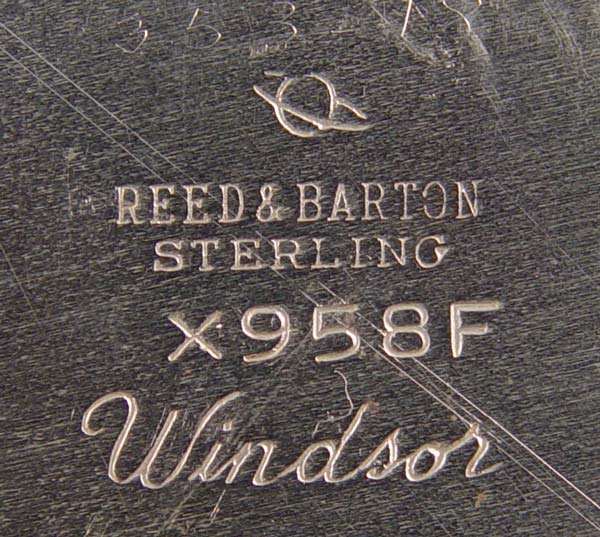 REED & BARTON
STERLING
X958F
Windsor